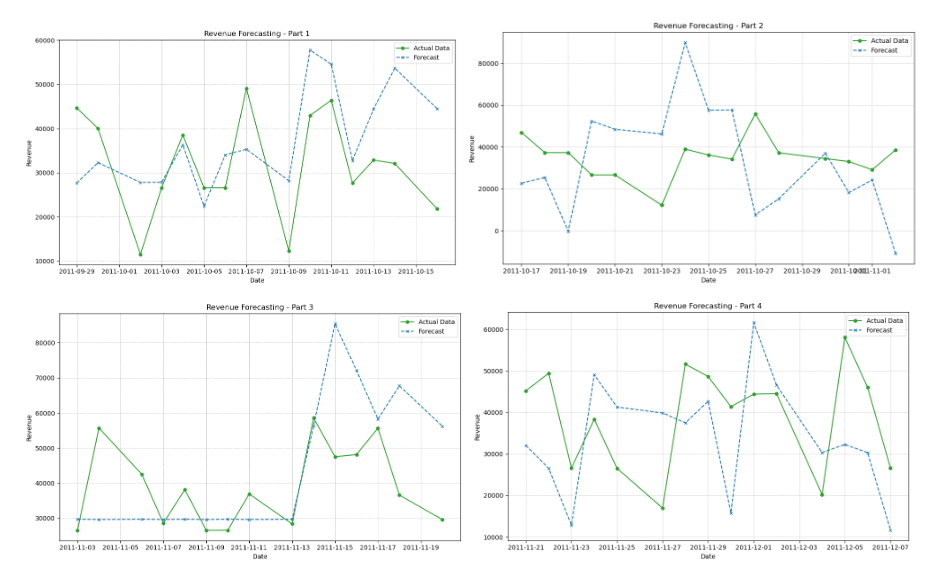 Revenue Forecasting - Part 1
Actual Data
Forecast
60000
50000
40000
30000
20000
10000
Revenue
2011-09-29 2011-10-01 2011-10-03 2011-10-05 2011-10-07 2011-10-09 2011-10-11 2011-10-13 2011-10-15
Date
Revenue Forecasting - Part 2
Actual Data
Forecast
80000
60000
40000
20000
0
Revenue
2011-10-17 2011-10-19 2011-10-21 2011-10-23 2011-10-25 2011-10-27 2011-10-29 2011-11-01
Date
Revenue Forecasting - Part 3
Actual Data
Forecast
80000
70000
60000
50000
40000
30000
Revenue
2011-11-03 2011-11-05 2011-11-07 2011-11-09 2011-11-11 2011-11-13 2011-11-15 2011-11-17 2011-11-19
Date
Revenue Forecasting - Part 4
Actual Data
Forecast
60000
50000
40000
30000
20000
10000
Revenue
2011-11-21 2011-11-23 2011-11-25 2011-11-27 2011-11-29 2011-12-01 2011-12-03 2011-12-05 2011-12-07
Date